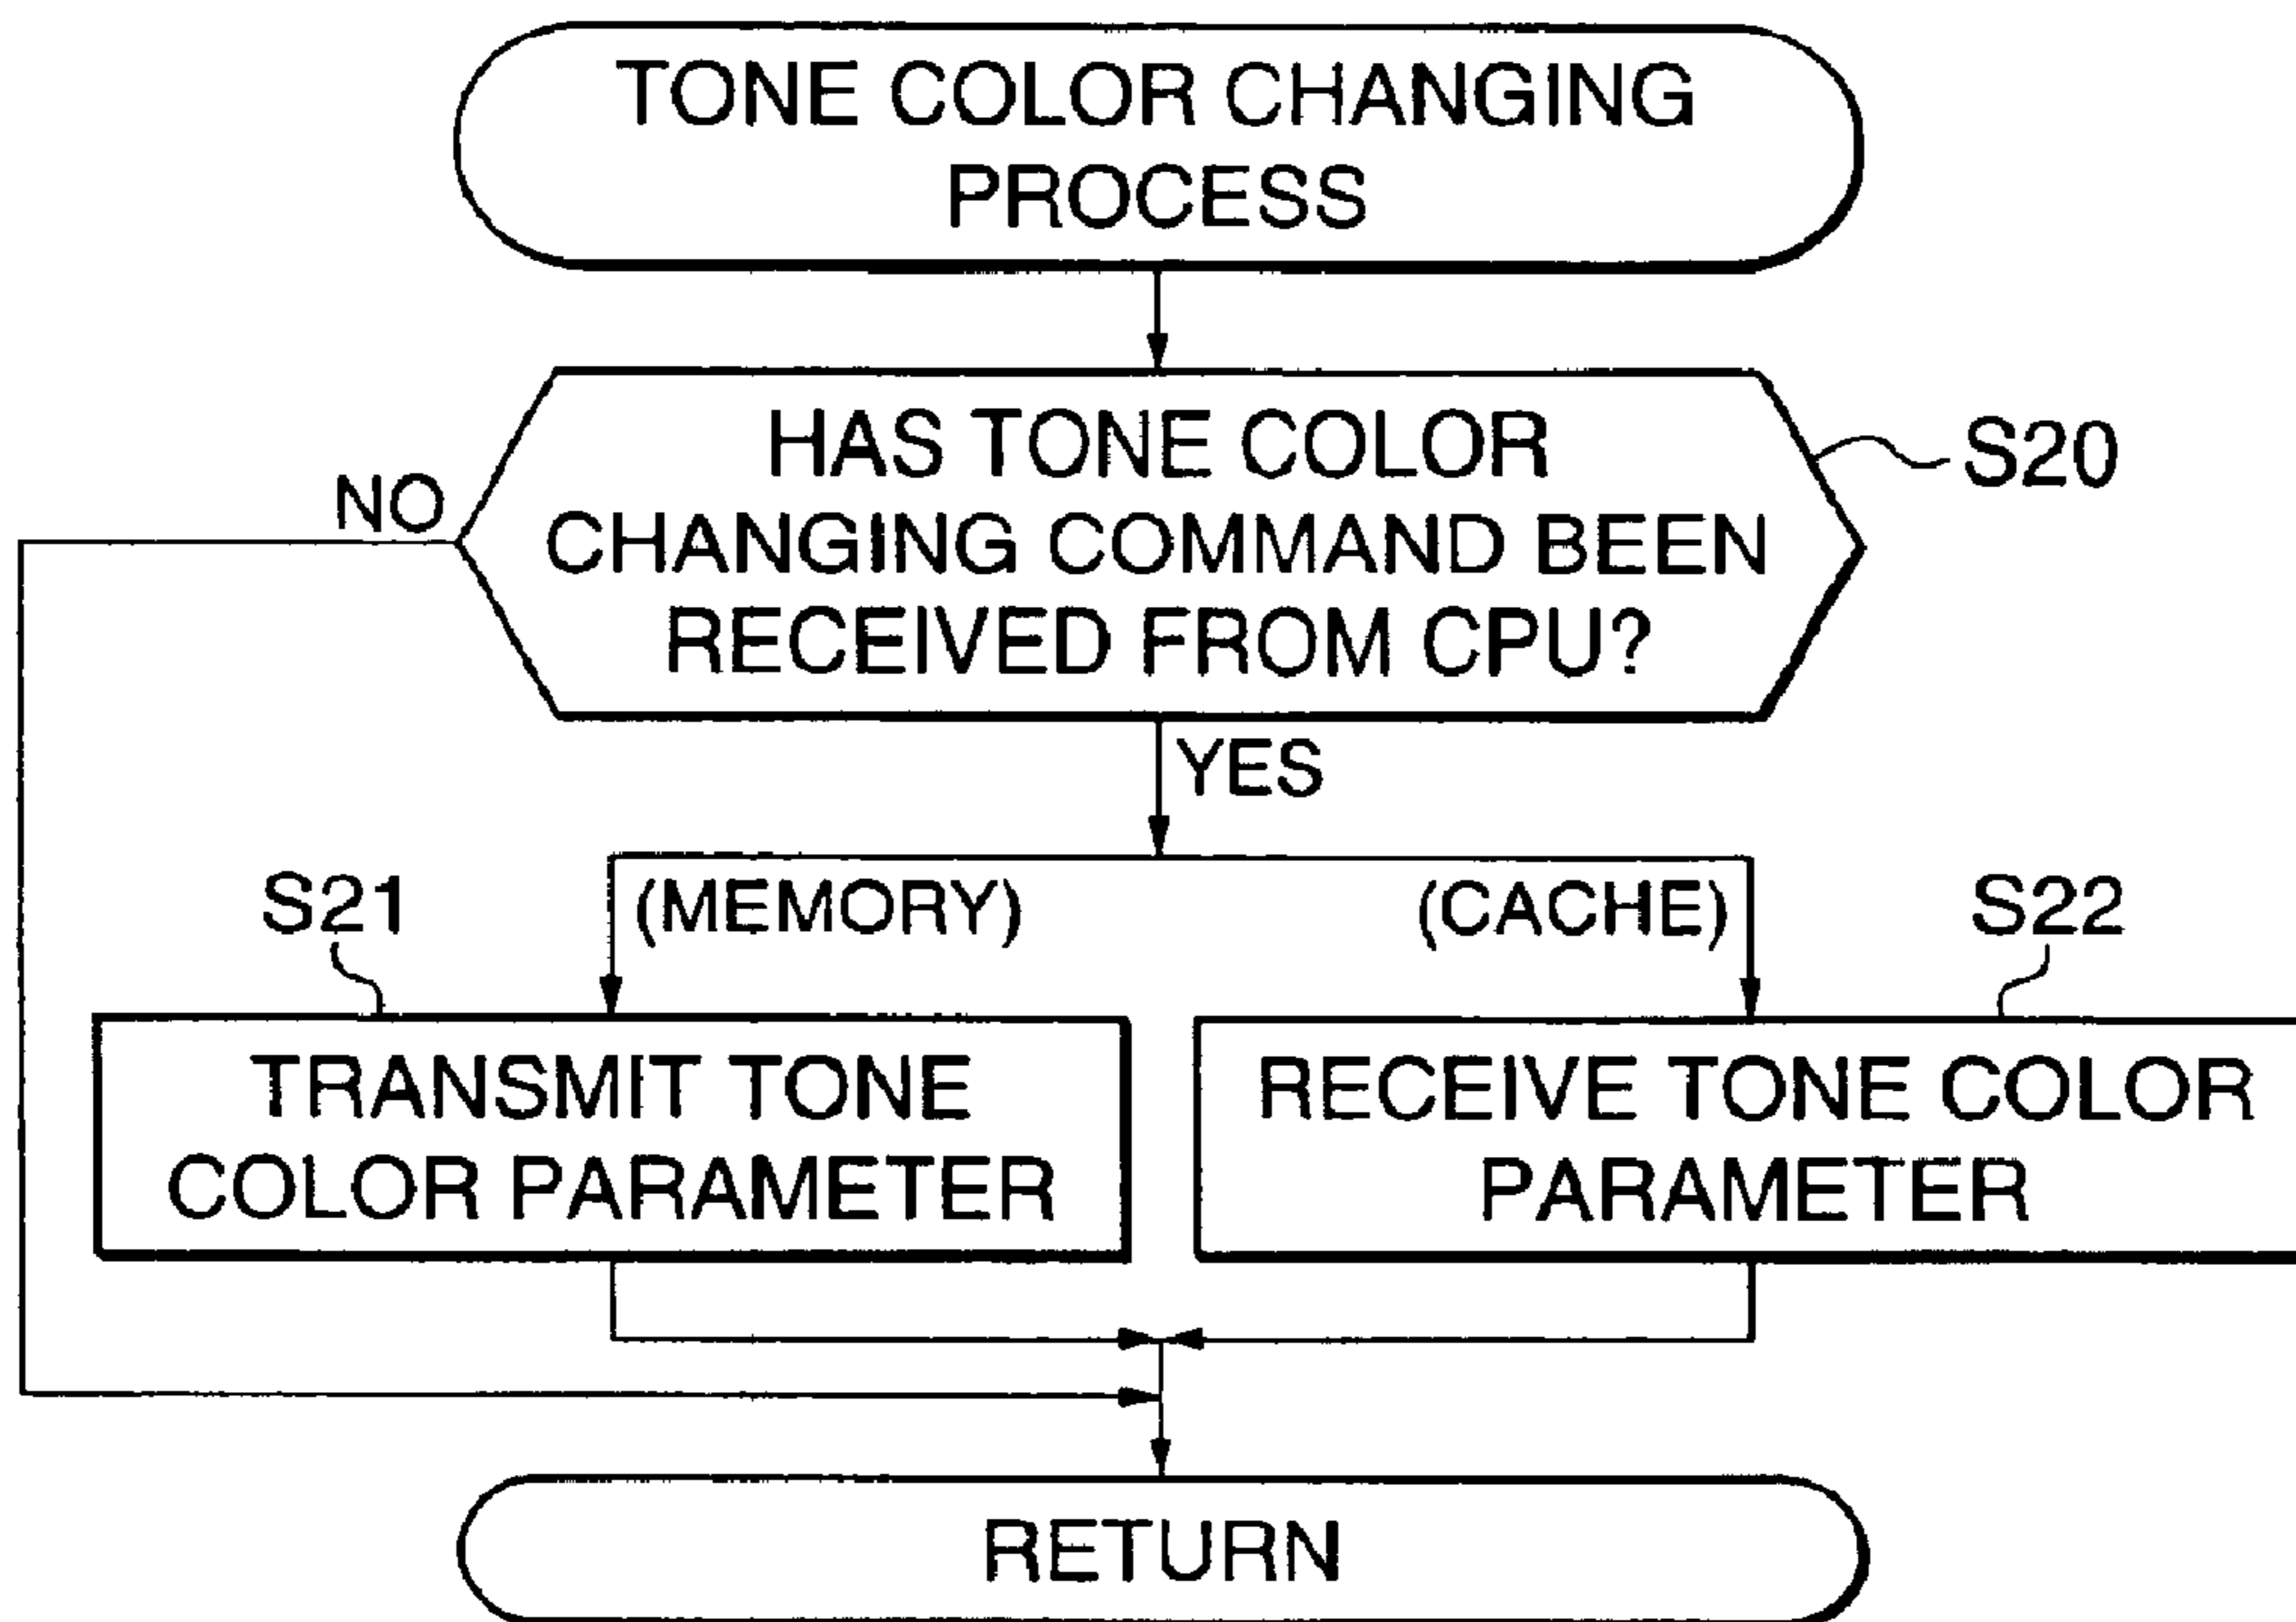 TONE COLOR CHANGING
PROCESS
HAS TONE COLOR
CHANGING COMMAND BEEN
RECEIVED FROM CPU?
S20
NO
YES
S21
(MEMORY)
(CACHE)
S22
TRANSMIT TONE
COLOR PARAMETER
RECEIVE TONE COLOR
PARAMETER
RETURN